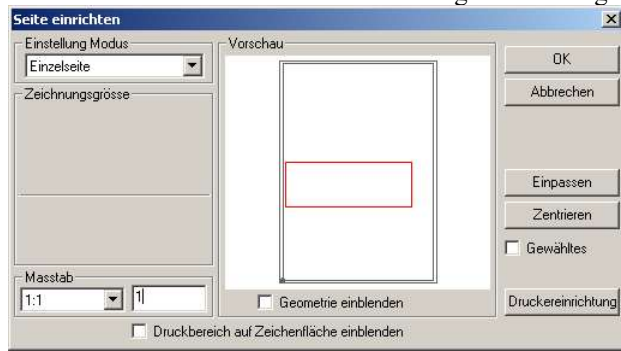 Seite einrichten
Einstellung Modus
Einzelseite
Zeichnungsgrösse
Masstab
1:1
1
Vorschau
Geometrie einblenden
Druckbereich auf Zeichenfläche einblenden
OK
Abbrechen
Einpassen
Zentrieren
Gewähltes
Druckereinrichtung